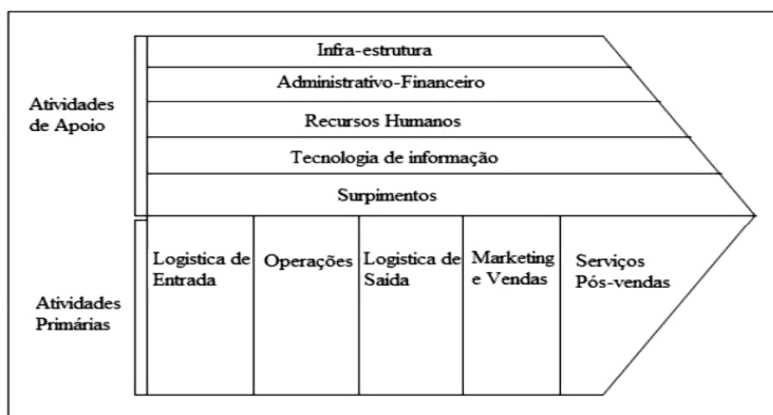 Infra-estrutura
Administrativo-Financeiro
Atividades
de Apoio
Recursos Humanos
Tecnologia de informação
Surpimentos
Logistica de
Entrada
Operações
Logistica de
Saída
Marketing
e Vendas
Serviços
Pós-vendas
Atividades
Primárias